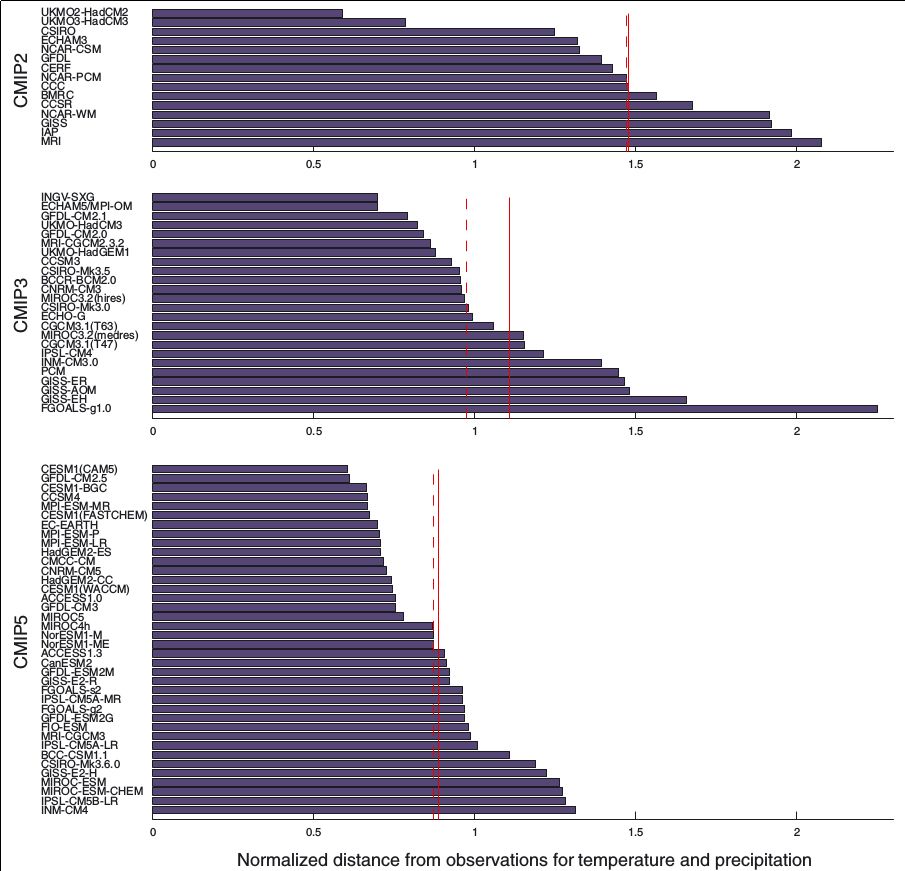 CMIP2
UKMO2-HadCM2
UKMO3-HadCM3
CSIRO
ECHAM3
NCAR-CSM
GFDL
CERF
NCAR-PCM
CCC
BMRC
CCSR
NCAR-WM
GISS
IAP
MRI
0 0.5 1 1.5 2
CMIP3
INGV-SXG
ECHAM5/MPI-OM
GFDL-CM2.1
UKMO-HadCM3
GFDL-CM2.0
MRI-CGCM2.3.2
UKMO-HadGEM1
CCSM3
CSIRO-Mk3.5
BCCR-BCM2.0
CNRM-CM3
MIROC3.2(hires)
CSIRO-Mk3.0
ECHO-G
CGCM3.1(T63)
MIROC3.2(medres)
CGCM3.1(T47)
IPSL-CM4
INM-CM3.0
PCM
GISS-ER
GISS-AOM
GISS-EH
FGOALS-g1.0
0 0.5 1 1.5 2
CMIP5
CESM1(CAM5)
GFDL-CM2.5
CESM1-BGC
CCSM4
MPI-ESM-MR
CESM1(FASTCHEM)
EC-EARTH
MPI-ESM-P
MPI-ESM-LR
HadGEM2-ES
CMCC-CM
CNRM-CM5
HadGEM2-CC
CESM1(WACCM)
ACCESS1.0
GFDL-CM3
MIROC5
MIROC4h
NorESM1-M
NorESM1-ME
ACCESS1.3
CanESM2
GFDL-ESM2M
GISS-E2-R
FGOALS-s2
IPSL-CM5A-MR
FGOALS-g2
GFDL-ESM2G
FIO-ESM
MRI-CGCM3
IPSL-CM5A-LR
BCC-CSM1.1
CSIRO-Mk3.6.0
GISS-E2-H
MIROC-ESM
MIROC-ESM-CHEM
IPSL-CM5B-LR
INM-CM4
0 0.5 1 1.5 2
Normalized distance from observations for temperature and precipitation